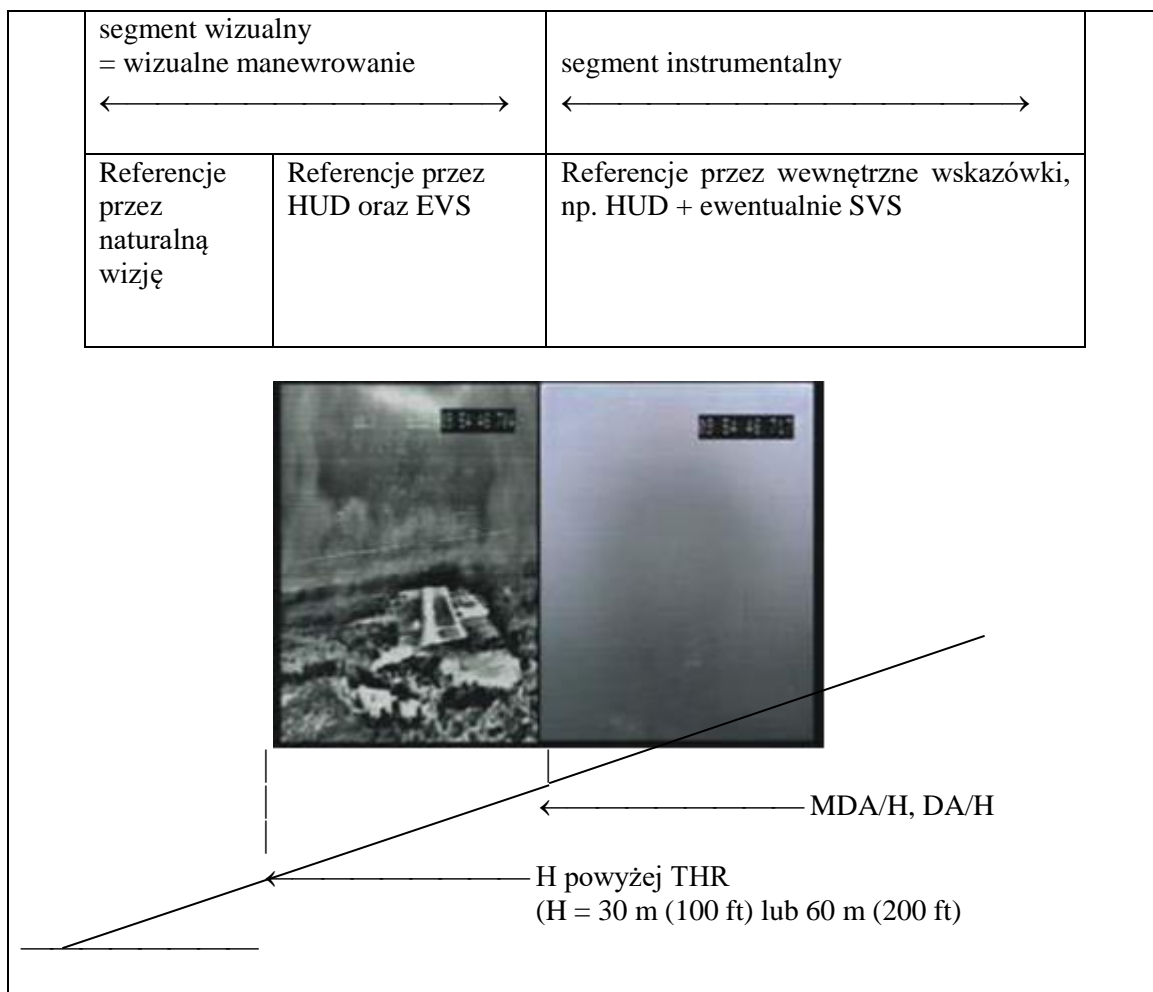 segment wizualny
= wizualne manewrowanie
segment instrumentalny
Referencje
przez
naturalną
wizję
Referencje przez
HUD oraz EVS
Referencje przez wewnętrzne wskazówki,
np. HUD + ewentualnie SVS
MDA/H, DA/H
H powyżej THR
(H = 30 m (100 ft) lub 60 m (200 ft)